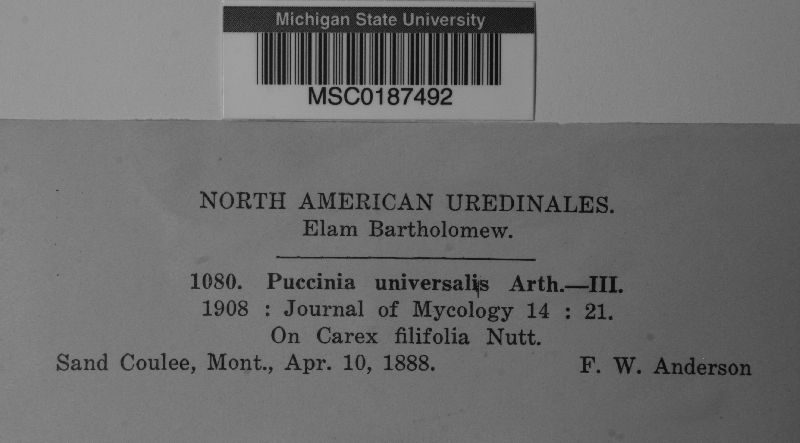 Michigan State University
MSC0187492
NORTH AMERICAN UREDINALES.
Elam Bartholomew.
1080. Puccinia universalis Arth.—III.
1908 : Journal of Mycology 14 : 21.
On Carex filifolia Nutt.
Sand Coulee, Mont., Apr. 10, 1888. F. W. Anderson